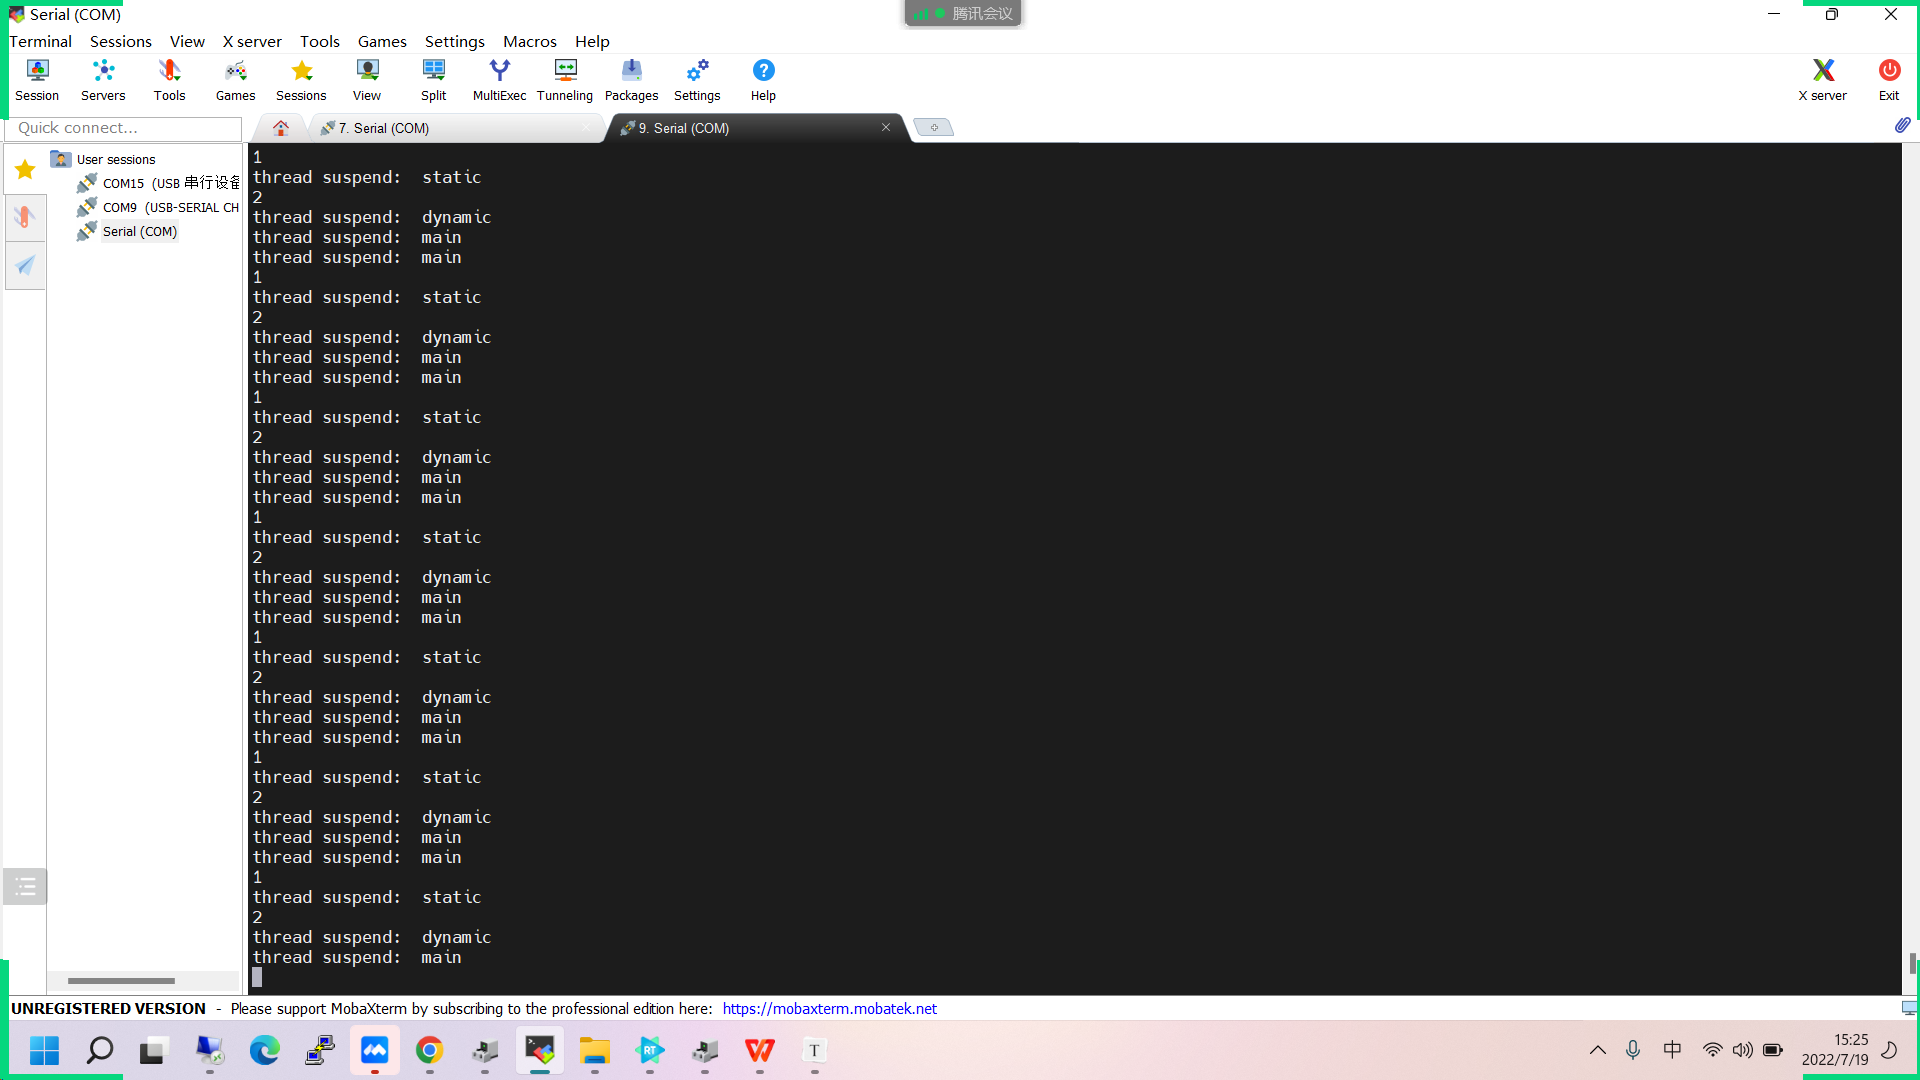 Serial (COM)
腾讯会议
Terminal Sessions View X server Tools Games Settings Macros Help
Session Servers Tools Games Sessions View Split MultiExec Tunneling Packages Settings Help X server Exit
Quick connect...
7. Serial (COM)
9. Serial (COM)
User sessions
COM15 (USB 串行设备
COM9 (USB-SERIAL CH
Serial (COM)
1
thread suspend: static
2
thread suspend: dynamic
thread suspend: main
thread suspend: main
1
thread suspend: static
2
thread suspend: dynamic
thread suspend: main
thread suspend: main
1
thread suspend: static
2
thread suspend: dynamic
thread suspend: main
thread suspend: main
1
thread suspend: static
2
thread suspend: dynamic
thread suspend: main
thread suspend: main
1
thread suspend: static
2
thread suspend: dynamic
thread suspend: main
thread suspend: main
1
thread suspend: static
2
thread suspend: dynamic
thread suspend: main
thread suspend: main
1
thread suspend: static
2
thread suspend: dynamic
thread suspend: main
UNREGISTERED VERSION - Please support MobaXterm by subscribing to the professional edition here: https://mobaxterm.mobatek.net
RT
T
中
15:25
2022/7/19